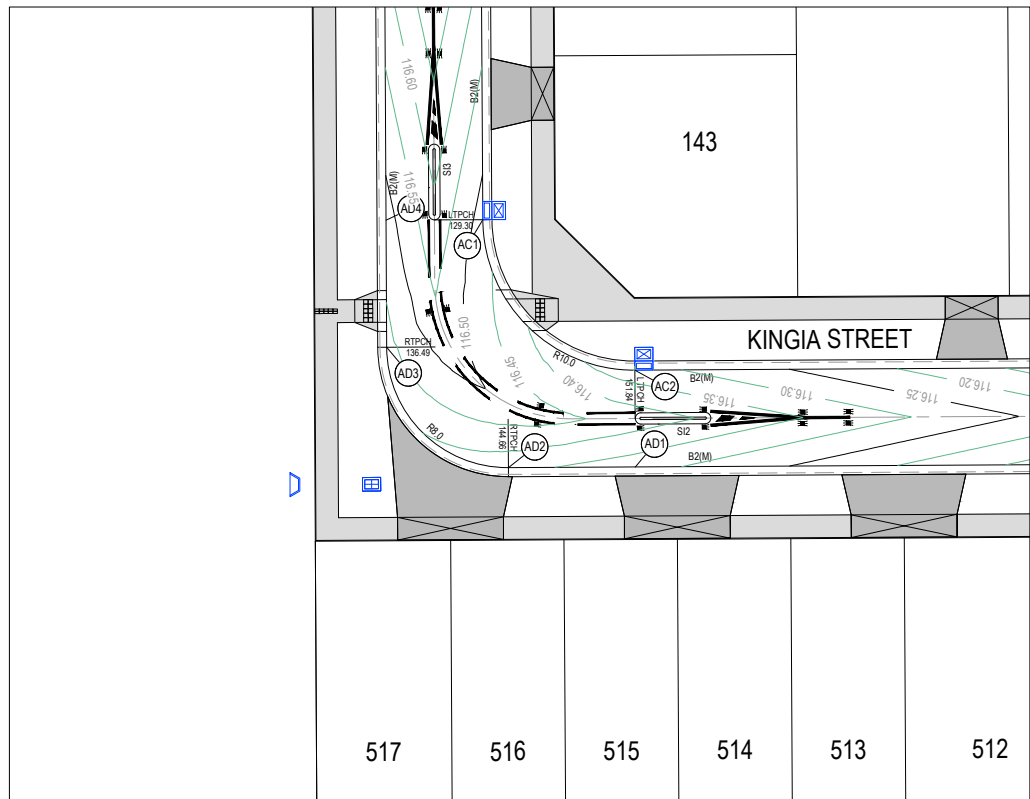 116.60
B2(M)
143
SI3
B2(M)
116.55
AD4
LTPCH
129.30
AC1
116.50
KINGIA STREET
RTPCH
136.49
AD3
116.45
R10.0
116.40
LTPCH
151.84
AC2
B2(M)
116.35
116.30
116.25
116.20
R8.0
RTPCH
144.66
AD2
SI2
AD1
B2(M)
517
516
515
514
513
512